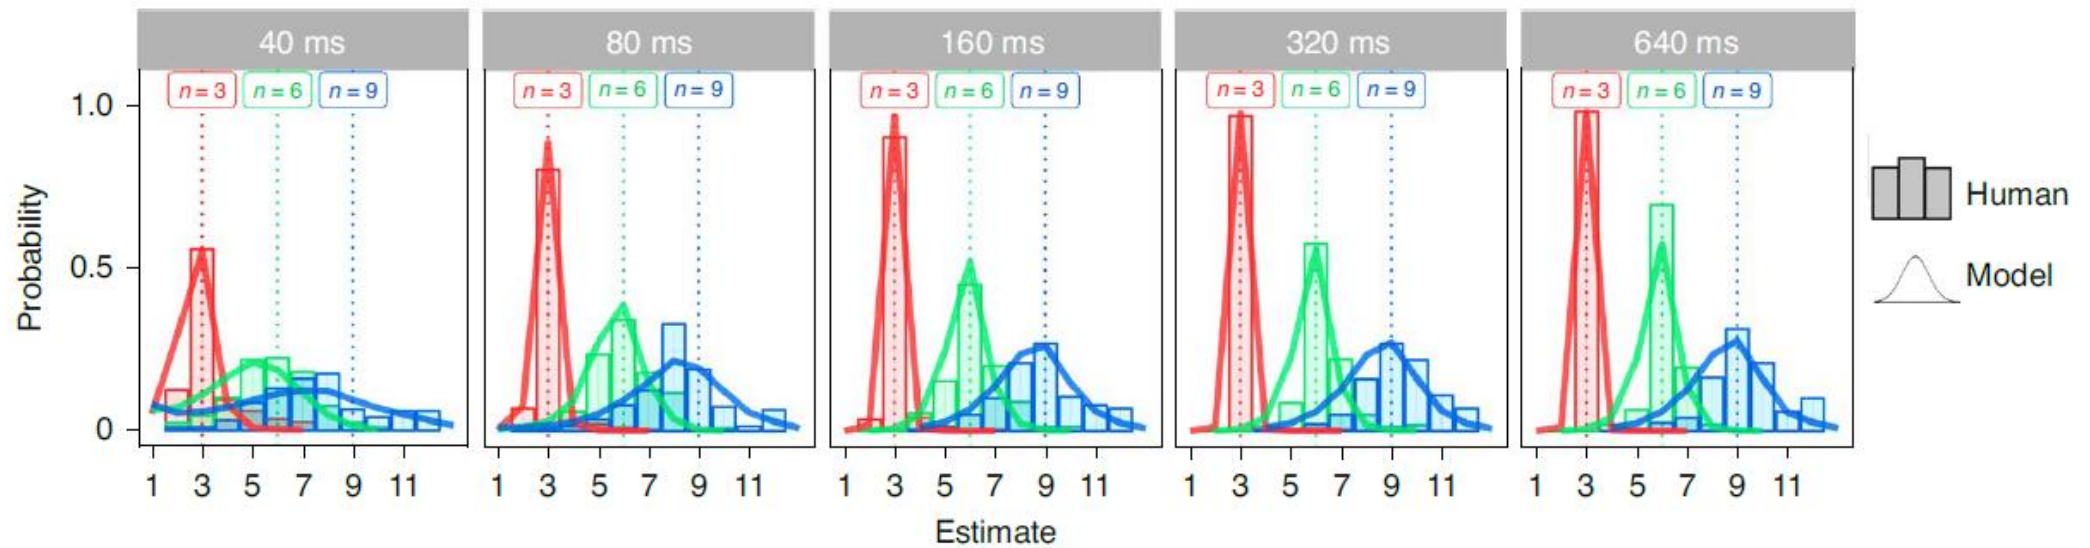 40 ms 80 ms 160 ms 320 ms 640 ms
n = 3 n = 6 n = 9 n = 3 n = 6 n = 9 n = 3 n = 6 n = 9 n = 3 n = 6 n = 9 n = 3 n = 6 n = 9
1.0
0.5
0
Probability
1 3 5 7 9 11 1 3 5 7 9 11 1 3 5 7 9 11 1 3 5 7 9 11 1 3 5 7 9 11
Estimate
Human
Model